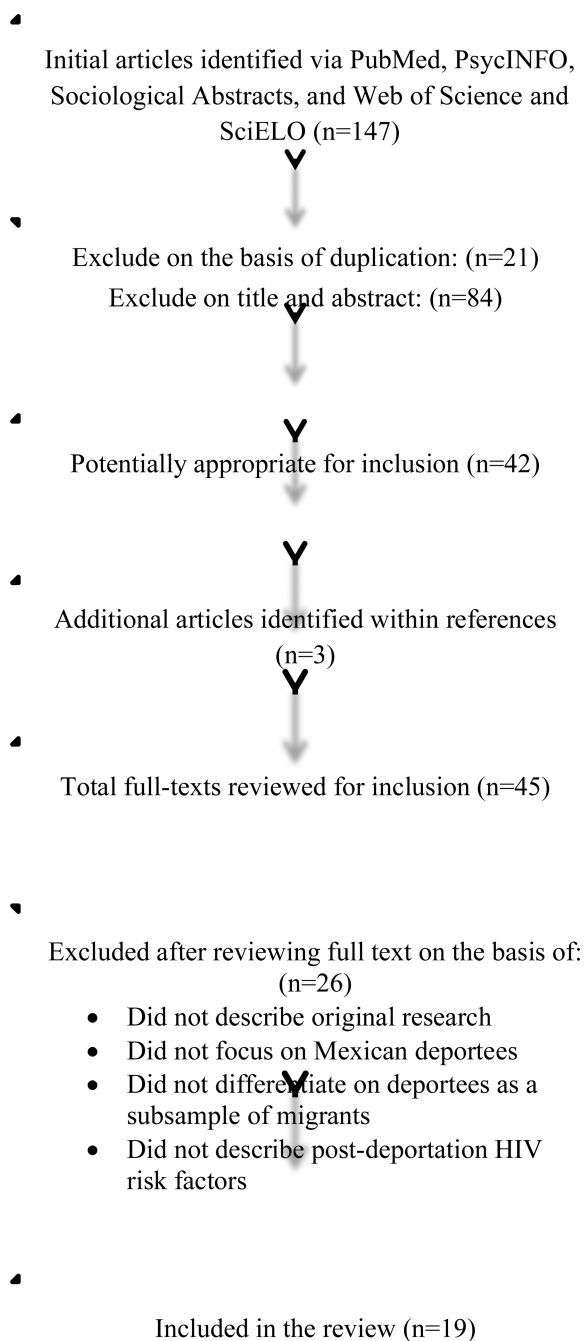 Initial articles identified via PubMed, PsycINFO,
Sociological Abstracts, and Web of Science and
SciELO (n=147)
Exclude on the basis of duplication: (n=21)
Exclude on title and abstract: (n=84)
Potentially appropriate for inclusion (n=42)
Additional articles identified within references
(n=3)
Total full-texts reviewed for inclusion (n=45)
Excluded after reviewing full text on the basis of:
(n=26)
• Did not describe original research
• Did not focus on Mexican deportees
• Did not differentiate on deportees as a
subsample of migrants
• Did not describe post-deportation HIV
risk factors
Included in the review (n=19)